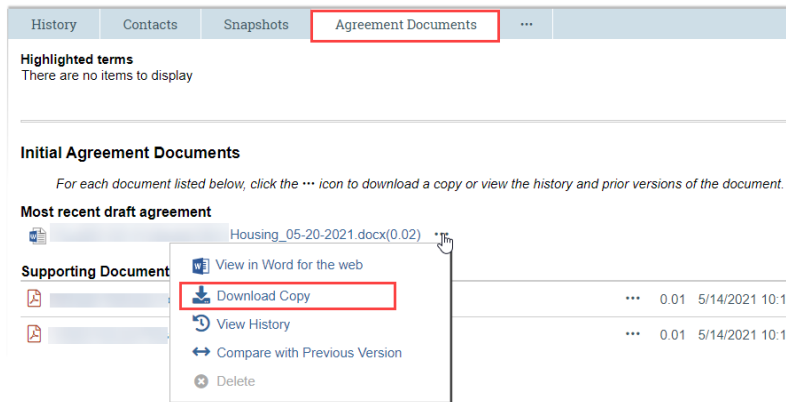 History Contacts Snapshots Agreement Documents ...
Highlighted terms
There are no items to display
Initial Agreement Documents
For each document listed below, click the ••• icon to download a copy or view the history and prior versions of the document.
Most recent draft agreement
Housing_05-20-2021.docx(0.02) •••
View in Word for the web
Supporting Document
Download Copy
••• 0.01 5/14/2021 10:1
View History
••• 0.01 5/14/2021 10:1
Compare with Previous Version
Delete